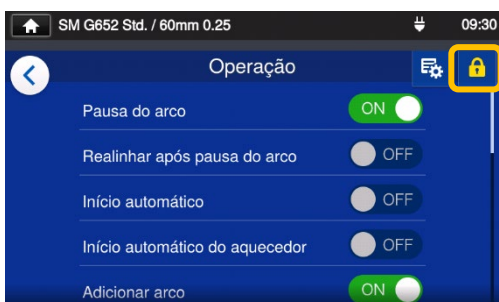 SM G652 Std. / 60mm 0.25 09:30
Operação
Pausa do arco ON
Realinhar após pausa do arco OFF
Início automático OFF
Início automático do aquecedor OFF
Adicionar arco ON